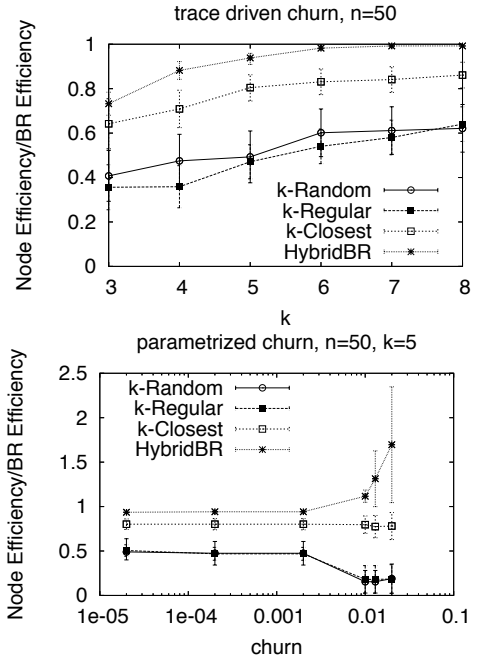 trace driven churn, n=50
Node Efficiency/BR Efficiency
1
0.8
0.6
0.4
0.2
0
k-Random
k-Regular
k-Closest
HybridBR
3 4 5 6 7 8
k
parametrized churn, n=50, k=5
Node Efficiency/BR Efficiency
2.5
2
1.5
1
0.5
0
k-Random
k-Regular
k-Closest
HybridBR
1e-05 1e-04 0.001 0.01 0.1
churn